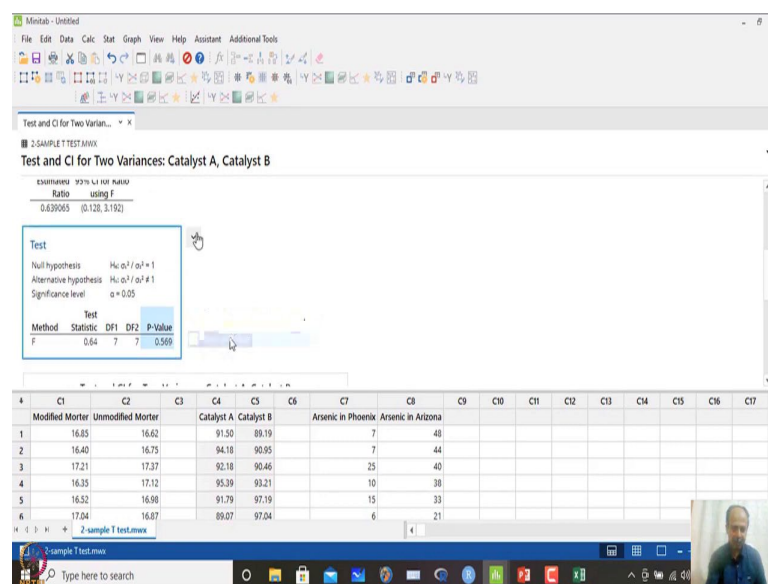 Minitab - Untitled
File Edit Data Calc Stat Graph View Help Assistant Additional Tools
Test and CI for Two Varian...
2-SAMPLE T TEST.MWX
Test and CI for Two Variances: Catalyst A, Catalyst B
Estimated 95% CI for Ratio
Ratio using F
0.639065 (0.128, 3.192)
Test
Null hypothesis H₀: σ₁² / σ₂² = 1
Alternative hypothesis H₁: σ₁² / σ₂² ≠ 1
Significance level α = 0.05
Test
Method Statistic DF1 DF2 P-Value
F 0.64 7 7 0.569
C1 C2 C3 C4 C5 C6 C7 C8 C9 C10 C11 C12 C13 C14 C15 C16 C17
Modified Morter Unmodified Morter Catalyst A Catalyst B Arsenic in Phoenix Arsenic in Arizona
1 16.85 16.62 91.50 89.19 7 48
2 16.40 16.75 94.18 90.95 7 44
3 17.21 17.37 92.18 90.46 25 40
4 16.35 17.12 95.39 93.21 10 38
5 16.52 16.98 91.79 97.19 15 33
6 17.04 16.87 89.07 97.04 6 21
2-sample T test.mwx
2-sample T test.mwx
Type here to search